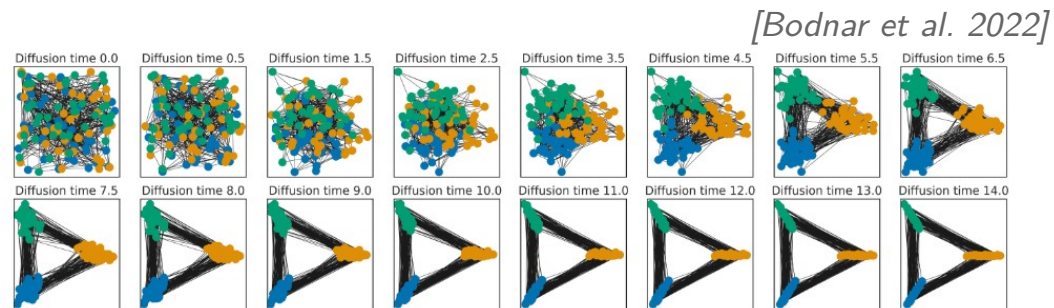 [Bodnar et al. 2022]
Diffusion time 0.0 Diffusion time 0.5 Diffusion time 1.5 Diffusion time 2.5 Diffusion time 3.5 Diffusion time 4.5 Diffusion time 5.5 Diffusion time 6.5
Diffusion time 7.5 Diffusion time 8.0 Diffusion time 9.0 Diffusion time 10.0 Diffusion time 11.0 Diffusion time 12.0 Diffusion time 13.0 Diffusion time 14.0